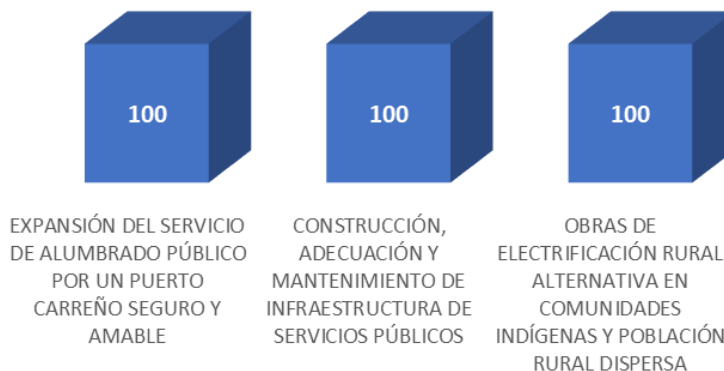 100
100
100
EXPANSIÓN DEL SERVICIO
DE ALUMBRADO PÚBLICO
POR UN PUERTO
CARREÑO SEGURO Y
AMABLE
CONSTRUCCIÓN,
ADECUACIÓN Y
MANTENIMIENTO DE
INFRAESTRUCTURA DE
SERVICIOS PÚBLICOS
OBRAS DE
ELECTRIFICACIÓN RURAL
ALTERNATIVA EN
COMUNIDADES
INDÍGENAS Y POBLACIÓN
RURAL DISPERSA